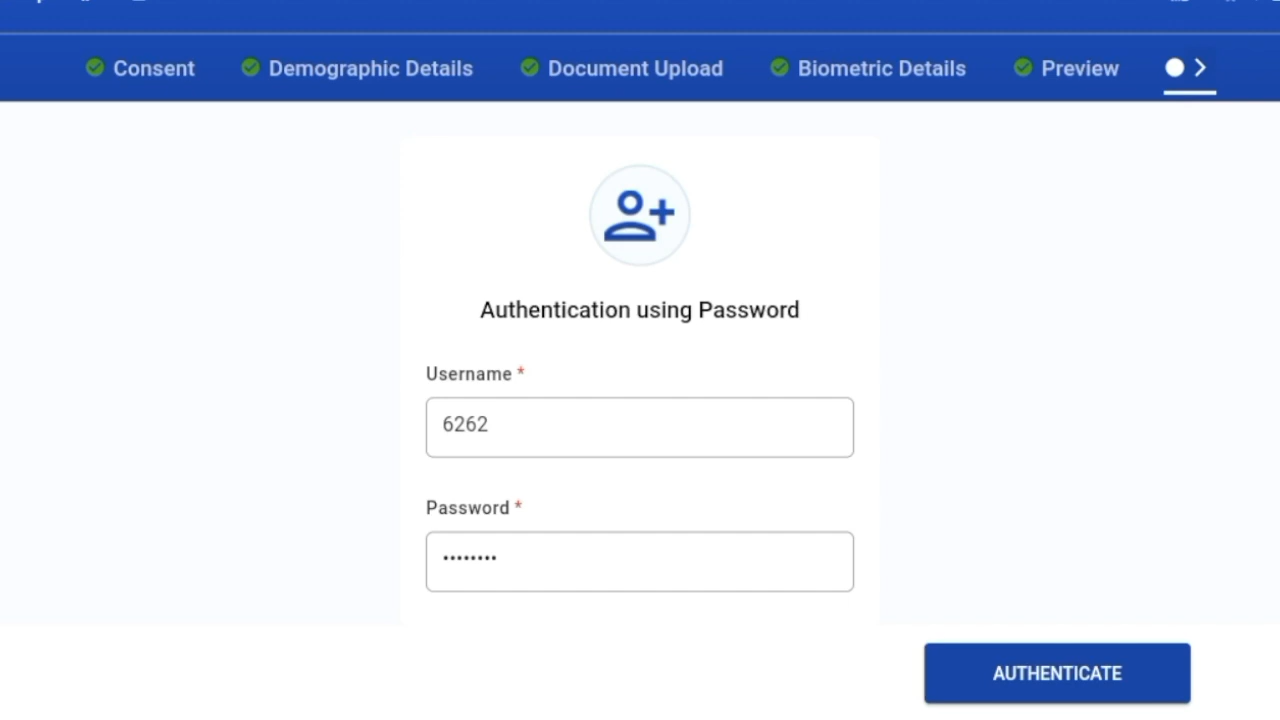 Consent Demographic Details Document Upload Biometric Details Preview
Authentication using Password
Username *
6262
Password *
••••••••
AUTHENTICATE